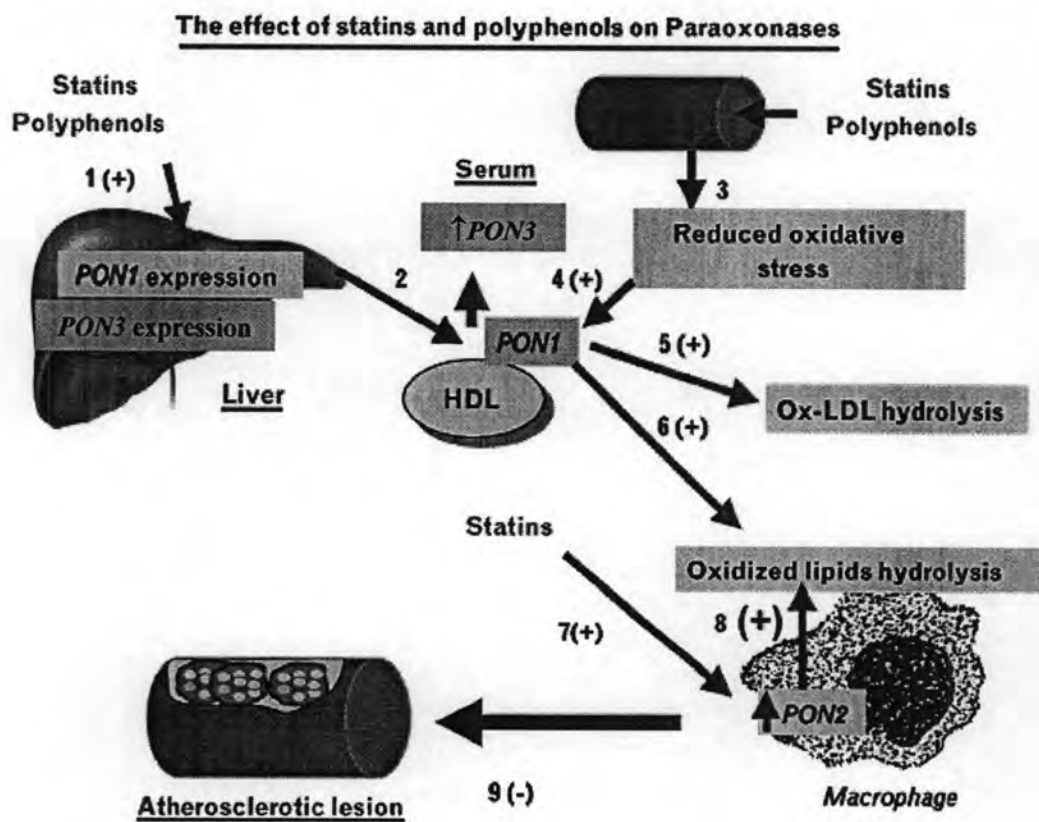 The effect of statins and polyphenols on Paraoxonases
Statins
Polyphenols
1 (+)
PON1 expression
PON3 expression
Liver
2
Serum
↑PON3
PON1
HDL
Statins
Polyphenols
3
Reduced oxidative
stress
4 (+)
5 (+)
Ox-LDL hydrolysis
6 (+)
Statins
7(+)
Oxidized lipids hydrolysis
8 (+)
PON2
Macrophage
9 (-)
Atherosclerotic lesion